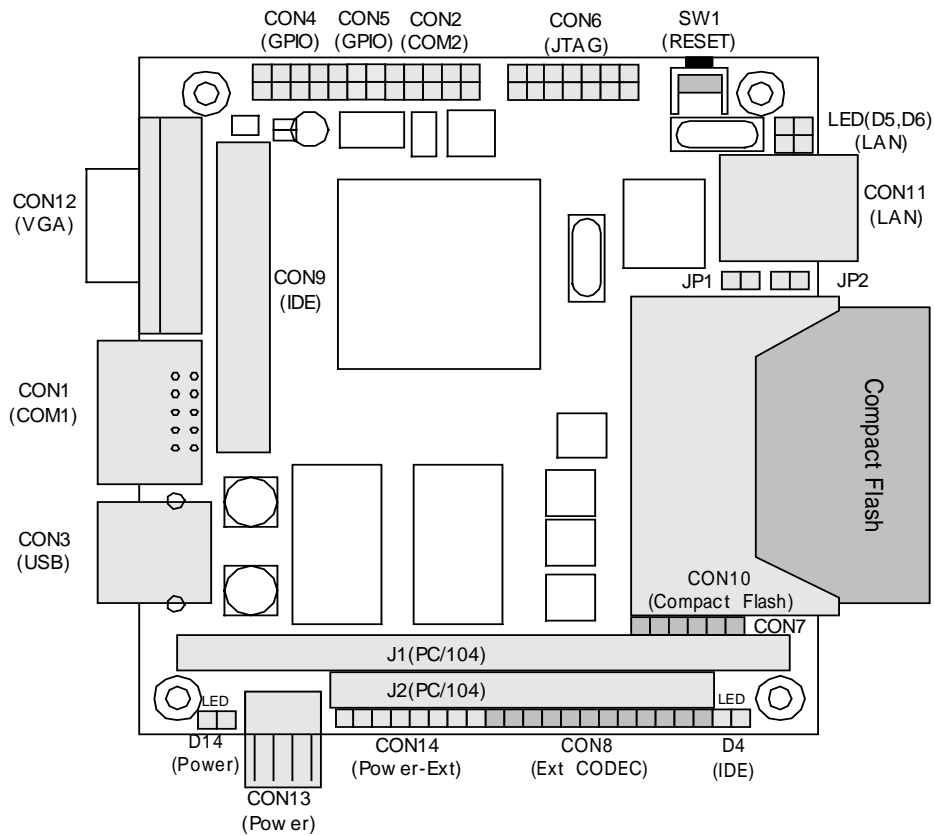 CON4
(GPIO)
CON5
(GPIO)
CON2
(COM2)
CON6
(JTAG)
SW1
(RESET)
LED(D5,D6)
(LAN)
CON12
(VGA)
CON11
(LAN)
CON9
(IDE)
JP1
JP2
CON1
(COM1)
Compact Flash
CON3
(USB)
CON10
(Compact Flash)
CON7
J1(PC/104)
J2(PC/104)
LED
LED
D14
(Power)
CON13
(Power)
CON14
(Power-Ext)
CON8
(Ext CODEC)
D4
(IDE)